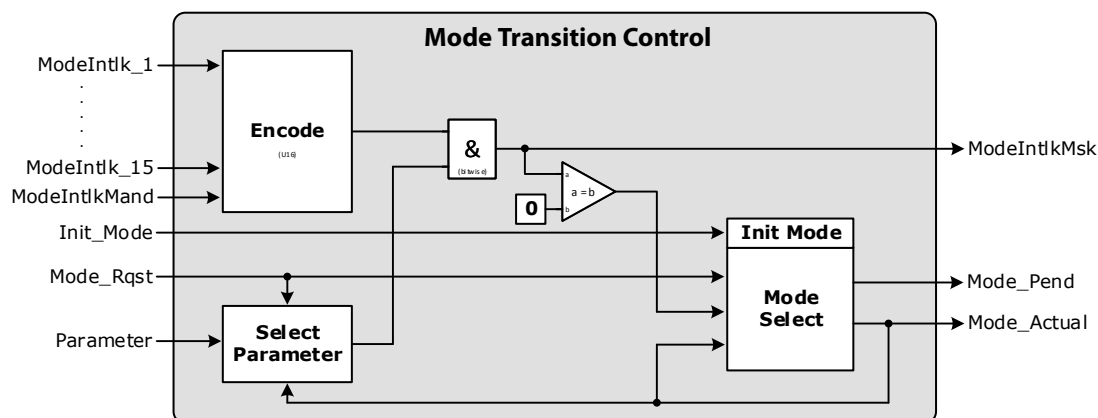 Mode Transition Control
ModeIntlk_1
Encode
(U16)
&
(bitwise)
ModeIntlkMsk
ModeIntlk_15
ModeIntlkMand
a
a = b
b
0
Init_Mode
Init Mode
Mode_Rqst
Mode_Pend
Mode
Select
Mode_Actual
Parameter
Select
Parameter